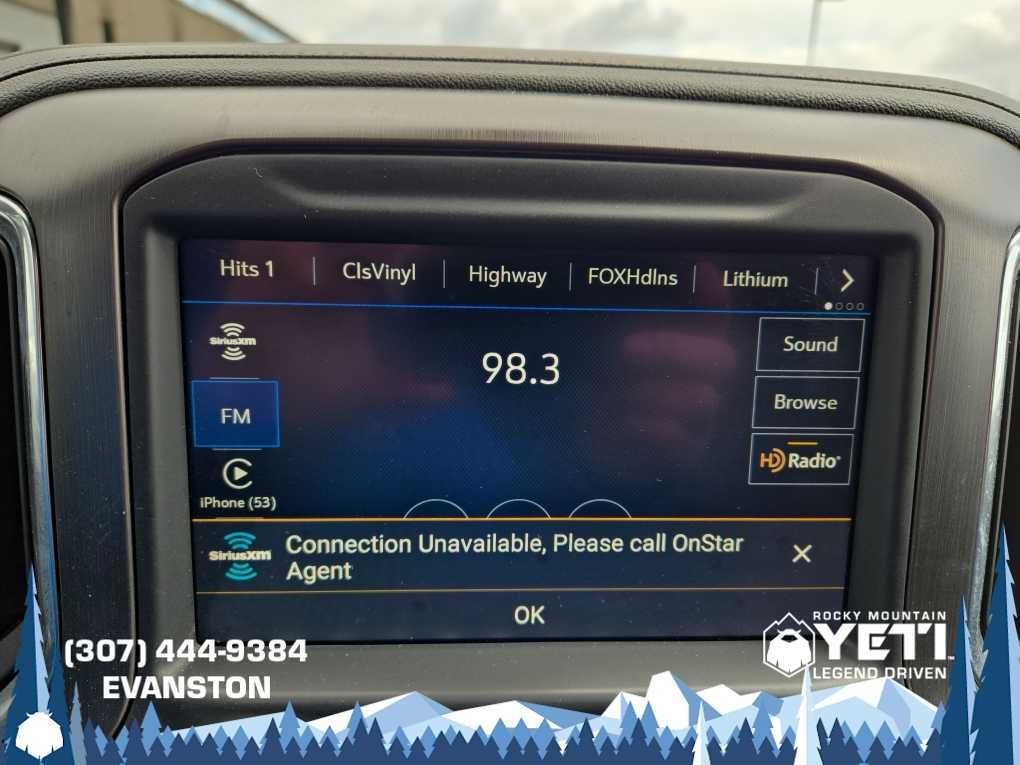 Hits 1
ClsVinyl
Highway
FOXHdlns
Lithium
SiriusXM
98.3
Sound
FM
Browse
HD Radio
iPhone (53)
SiriusXM
Connection Unavailable, Please call OnStar
Agent
OK
(307) 444-9384
EVANSTON
ROCKY MOUNTAIN
YETI
LEGEND DRIVEN